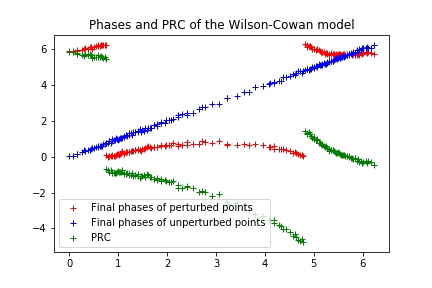 Phases and PRC of the Wilson-Cowan model
6
4
2
0
−2
−4
Final phases of perturbed points
Final phases of unperturbed points
PRC
0 1 2 3 4 5 6